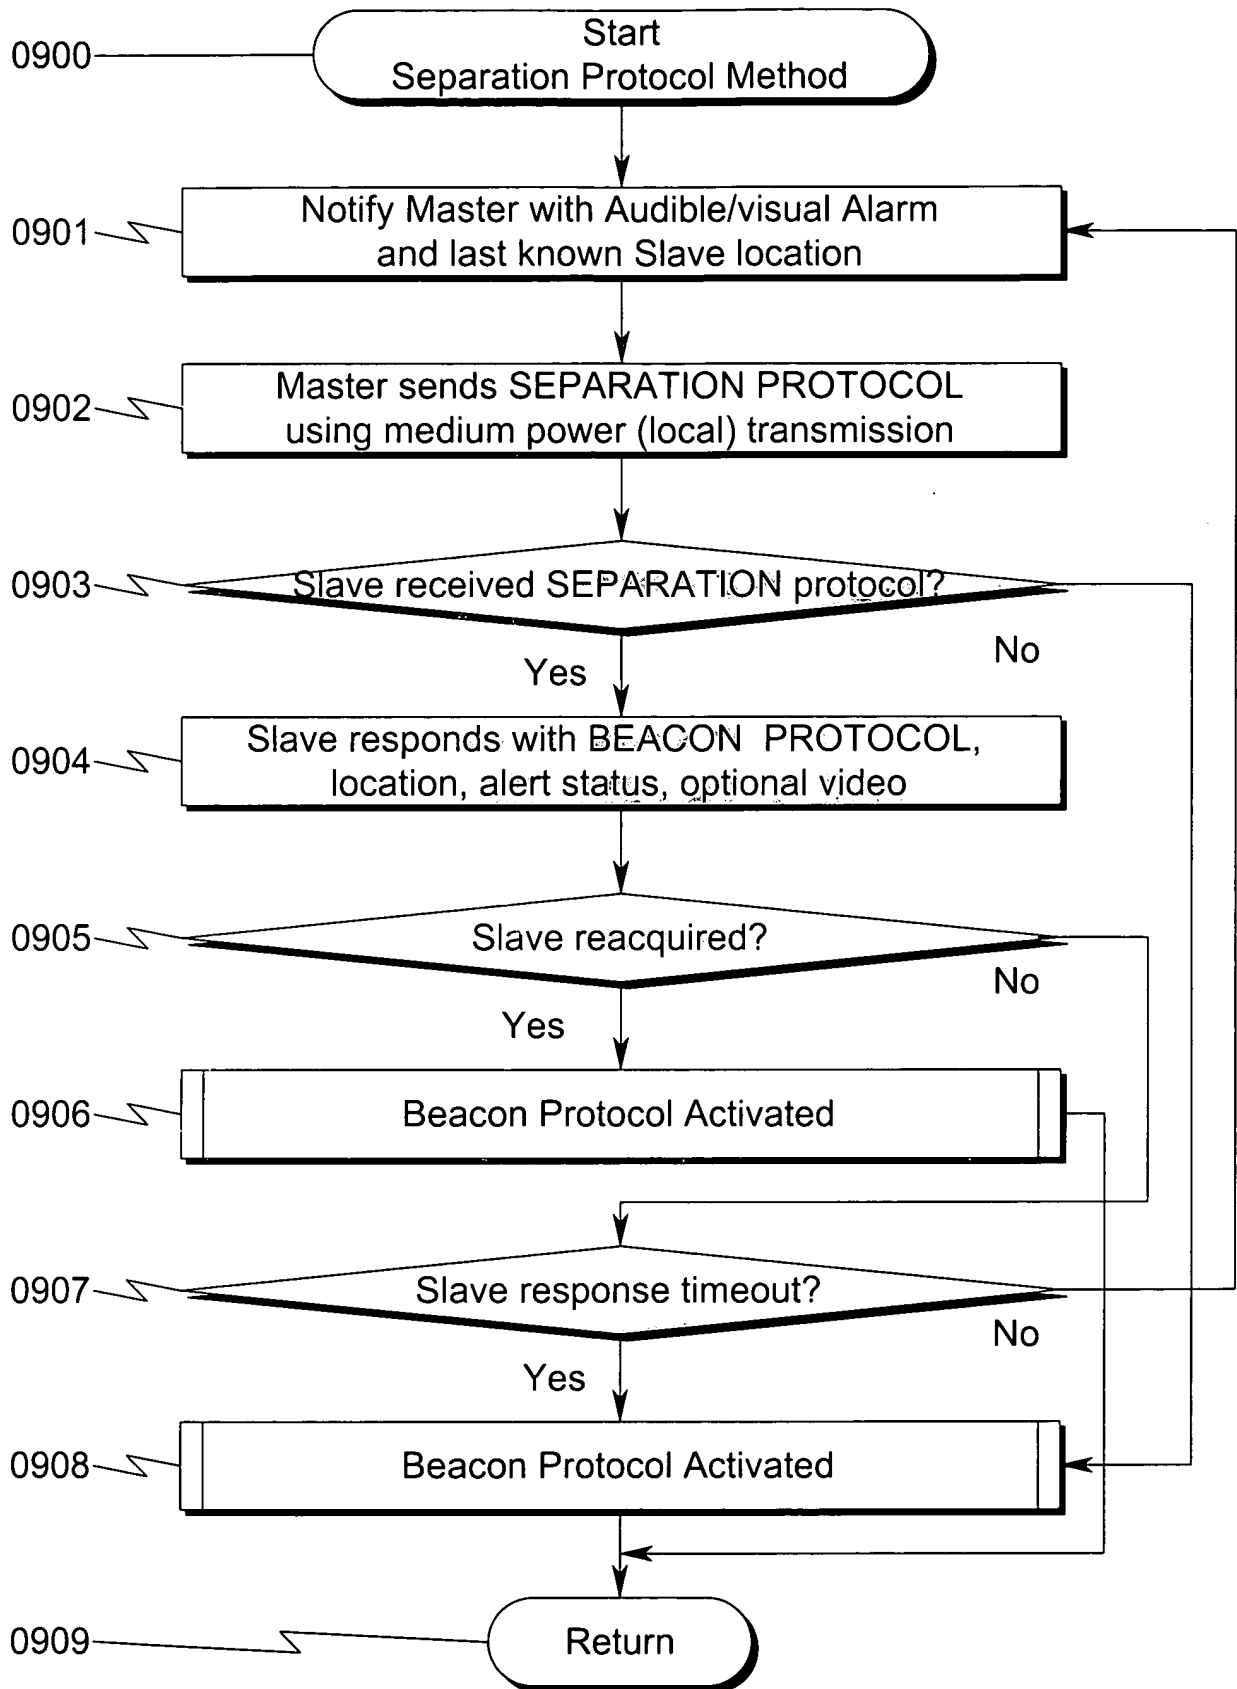 0900
Start
Separation Protocol Method
0901
Notify Master with Audible/visual Alarm
and last known Slave location
0902
Master sends SEPARATION PROTOCOL
using medium power (local) transmission
0903
Slave received SEPARATION protocol?
No
Yes
0904
Slave responds with BEACON PROTOCOL,
location, alert status, optional video
0905
Slave reacquired?
No
Yes
0906
Beacon Protocol Activated
0907
Slave response timeout?
No
Yes
0908
Beacon Protocol Activated
0909
Return